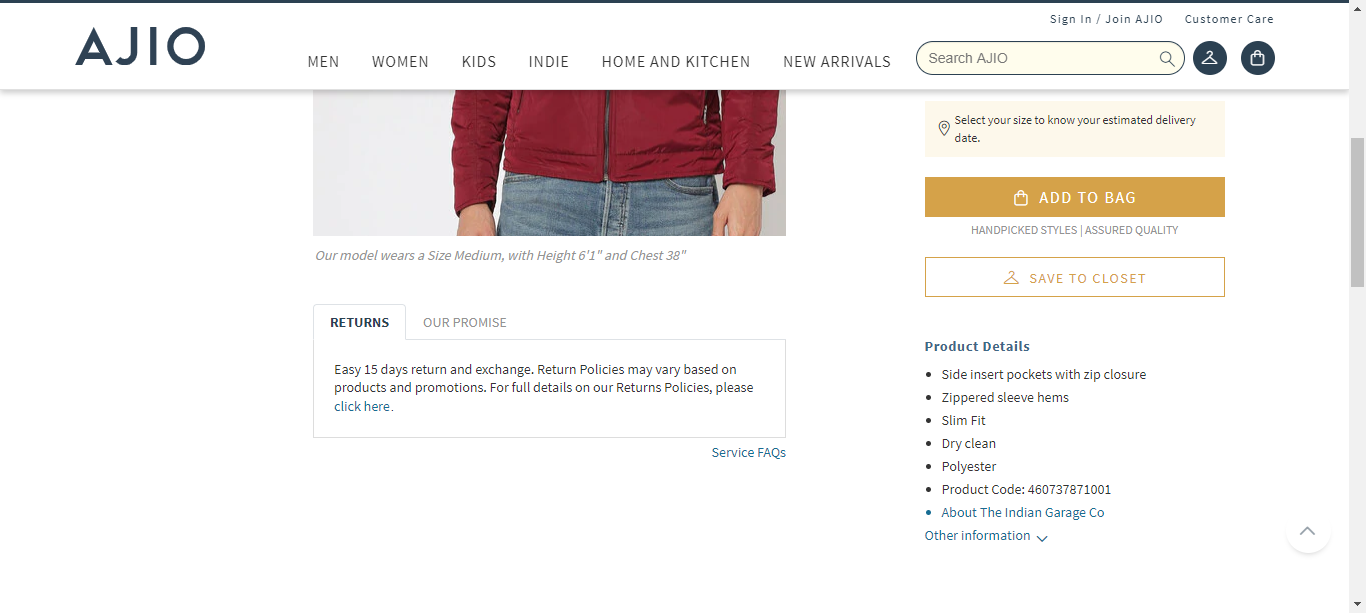 Sign In / Join AJIO
Customer Care
AJIO
MEN
WOMEN
KIDS
INDIE
HOME AND KITCHEN
NEW ARRIVALS
Search AJIO
Our model wears a Size Medium, with Height 6'1" and Chest 38"
RETURNS
OUR PROMISE
Easy 15 days return and exchange. Return Policies may vary based on
products and promotions. For full details on our Returns Policies, please
click here.
Service FAQs
Select your size to know your estimated delivery
date.
ADD TO BAG
HANDPICKED STYLES | ASSURED QUALITY
SAVE TO CLOSET
Product Details
Side insert pockets with zip closure
Zippered sleeve hems
Slim Fit
Dry clean
Polyester
Product Code: 460737871001
About The Indian Garage Co
Other information